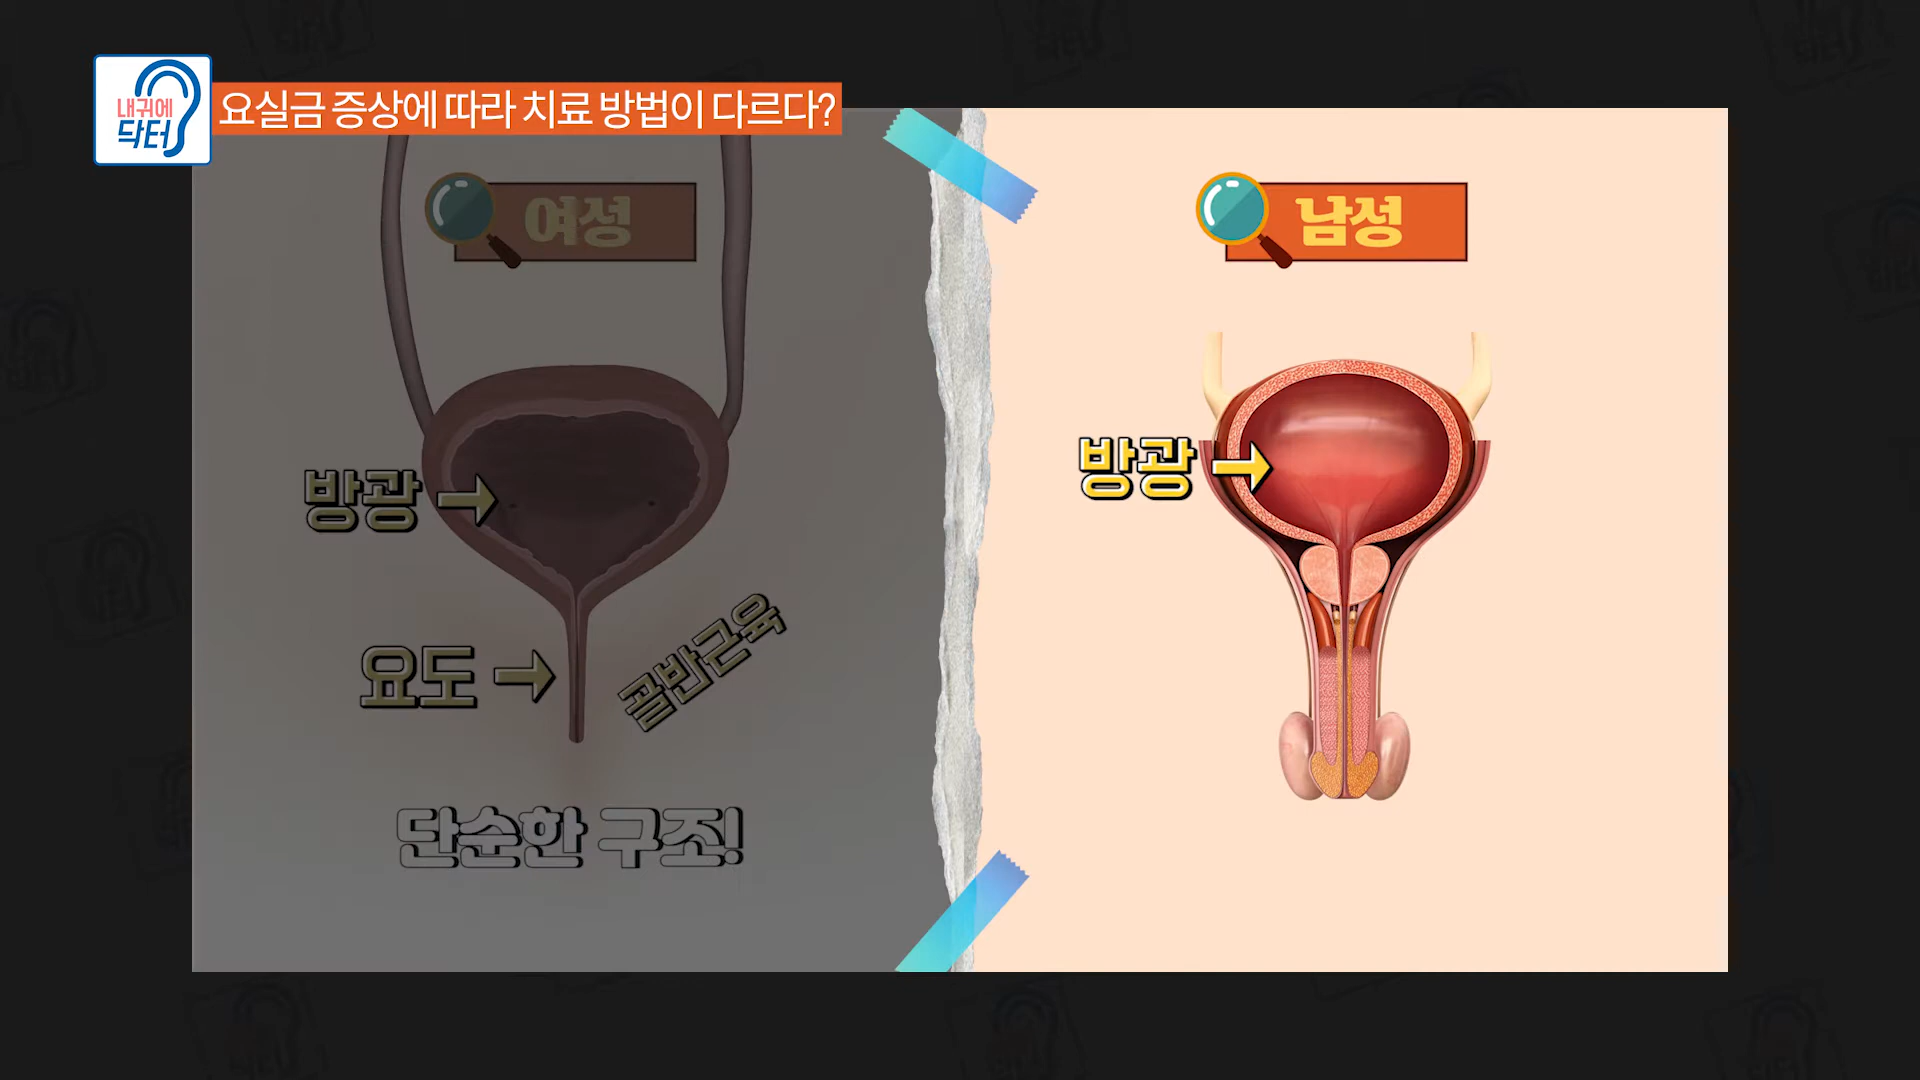 내귀에
닥터
요실금 증상에 따라 치료 방법이 다르다?
여성
방광
요도
골반근육
단순한 구조!
남성
방광